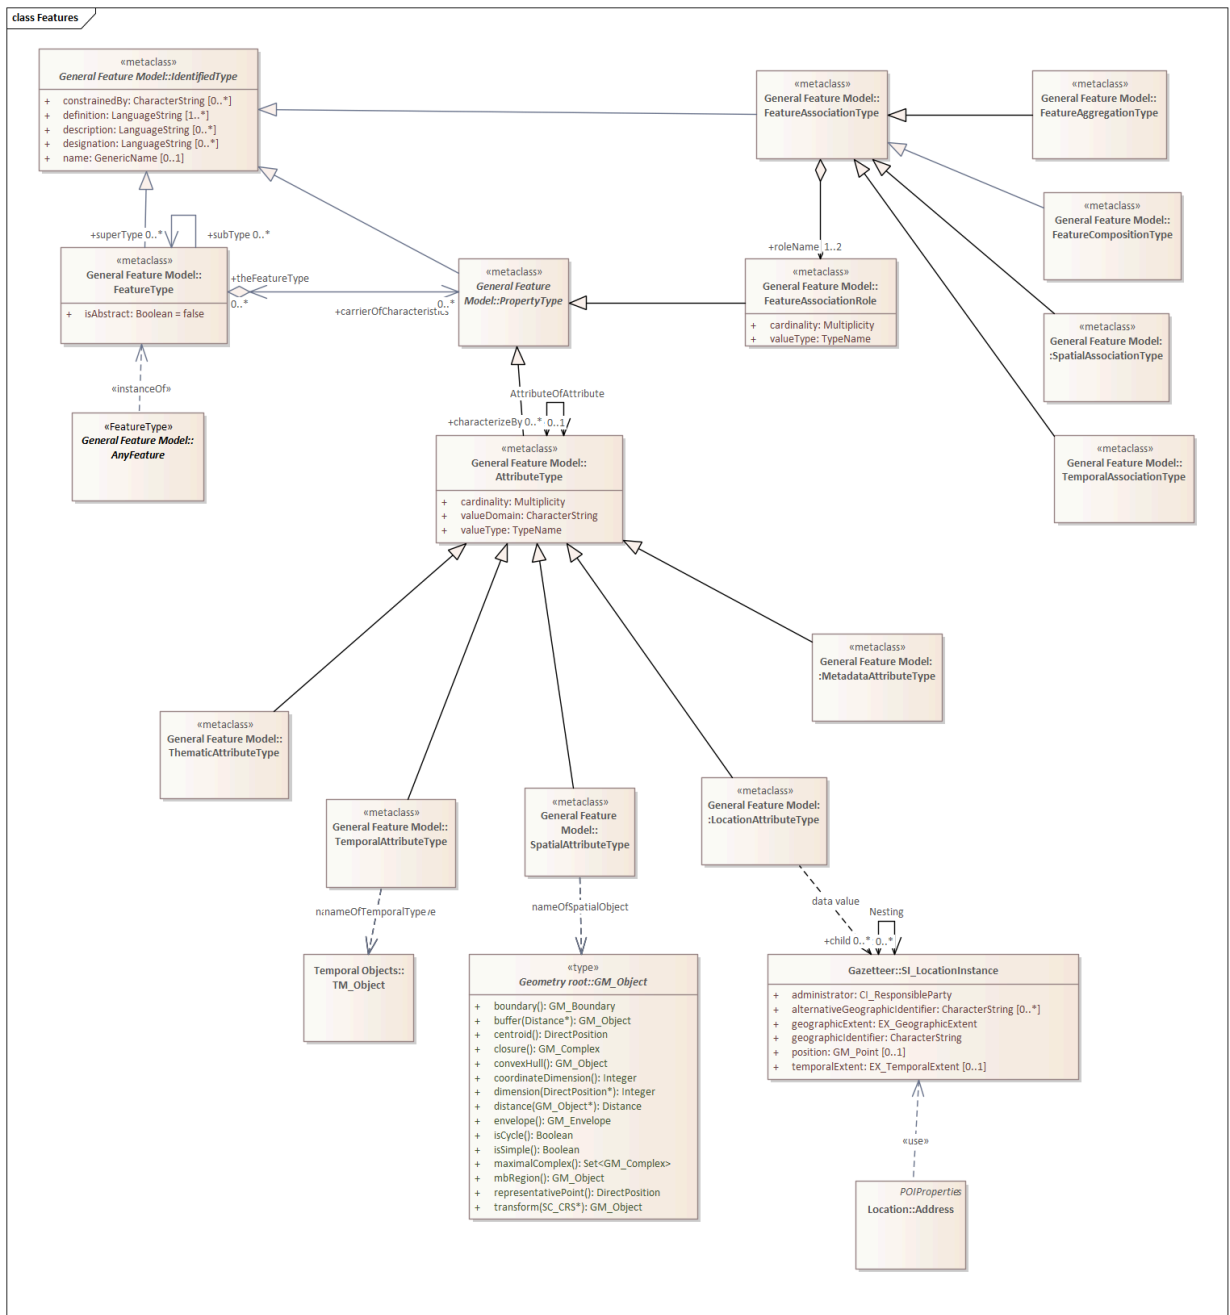 class Features
«metaclass»
General Feature Model::IdentifiedType
+ constrainedBy: CharacterString [0..*]
+ definition: LanguageString [1..*]
+ description: LanguageString [0..*]
+ designation: LanguageString [0..*]
+ name: GenericName [0..1]
«metaclass»
General Feature Model::
FeatureAssociationType
«metaclass»
General Feature Model::
FeatureAggregationType
«metaclass»
General Feature Model::
FeatureCompositionType
+superType 0..*
+subType 0..*
«metaclass»
General Feature Model::
FeatureType
+ isAbstract: Boolean = false
+theFeatureType
0..*
+carrierOfCharacteristics
0..*
«metaclass»
General Feature
Model::PropertyType
+roleName 1..2
«metaclass»
General Feature Model::
FeatureAssociationRole
+ cardinality: Multiplicity
+ valueType: TypeName
«metaclass»
General Feature Model:
:SpatialAssociationType
«instanceOf»
«FeatureType»
General Feature Model::
AnyFeature
AttributeOfAttribute
+characterizeBy 0..*
0..1
«metaclass»
General Feature Model::
AttributeType
+ cardinality: Multiplicity
+ valueDomain: CharacterString
+ valueType: TypeName
«metaclass»
General Feature Model::
TemporalAssociationType
«metaclass»
General Feature Model:
:MetadataAttributeType
«metaclass»
General Feature Model::
ThematicAttributeType
«metaclass»
General Feature Model::
TemporalAttributeType
«metaclass»
General Feature
Model::
SpatialAttributeType
«metaclass»
General Feature Model:
:LocationAttributeType
nameOfTemporalType
nameOfSpatialObject
data value
Nesting
+child 0..*
0..*
Temporal Objects::
TM_Object
«type»
Geometry root::GM_Object
+ boundary(): GM_Boundary
+ buffer(Distance*): GM_Object
+ centroid(): DirectPosition
+ closure(): GM_Complex
+ convexHull(): GM_Object
+ coordinateDimension(): Integer
+ dimension(DirectPosition*): Integer
+ distance(GM_Object*): Distance
+ envelope(): GM_Envelope
+ isCycle(): Boolean
+ isSimple(): Boolean
+ maximalComplex(): Set<GM_Complex>
+ mbRegion(): GM_Object
+ representativePoint(): DirectPosition
+ transform(SC_CRS*): GM_Object
Gazetteer::SI_LocationInstance
+ administrator: CI_ResponsibleParty
+ alternativeGeographicIdentifier: CharacterString [0..*]
+ geographicExtent: EX_GeographicExtent
+ geographicIdentifier: CharacterString
+ position: GM_Point [0..1]
+ temporalExtent: EX_TemporalExtent [0..1]
«use»
POIProperties
Location::Address